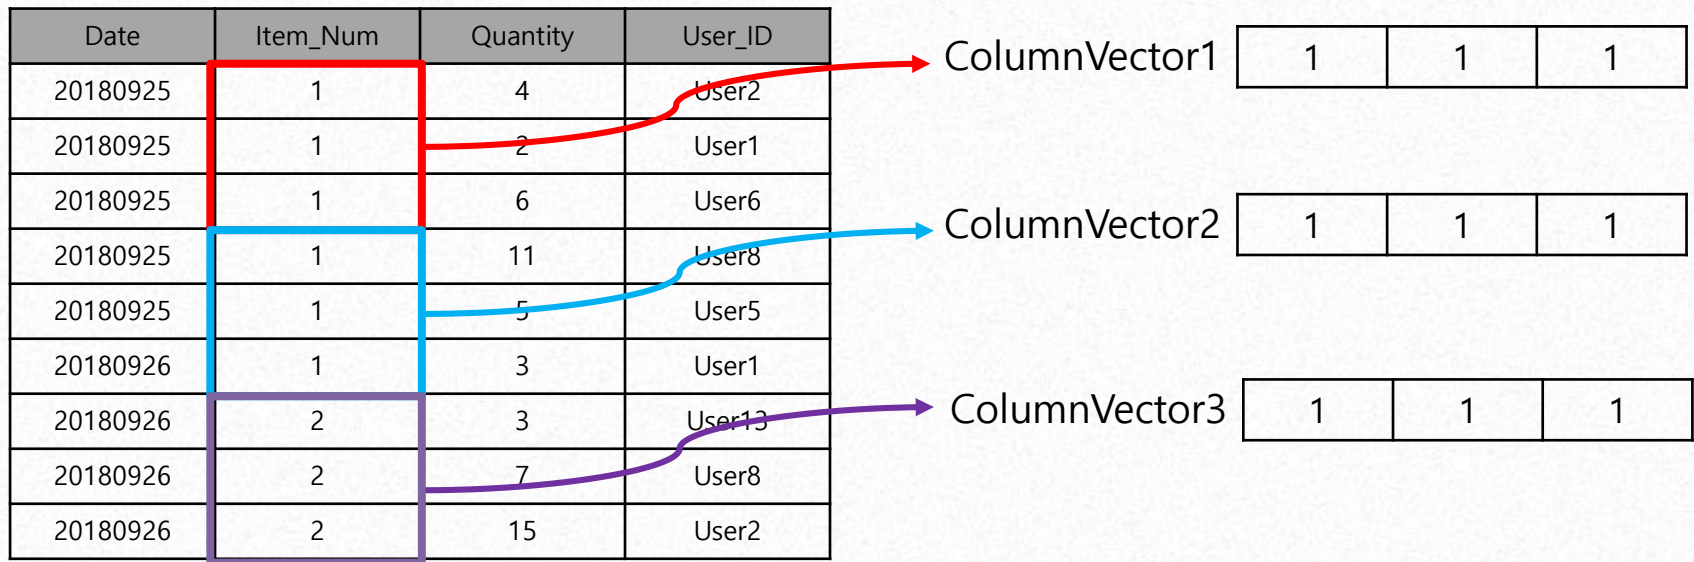 Date Item_Num Quantity User_ID
20180925 1 4 User2
20180925 1 2 User1
20180925 1 6 User6
20180925 1 11 User8
20180925 1 5 User5
20180926 1 3 User1
20180926 2 3 User13
20180926 2 7 User8
20180926 2 15 User2
ColumnVector1 1 1 1
ColumnVector2 1 1 1
ColumnVector3 1 1 1